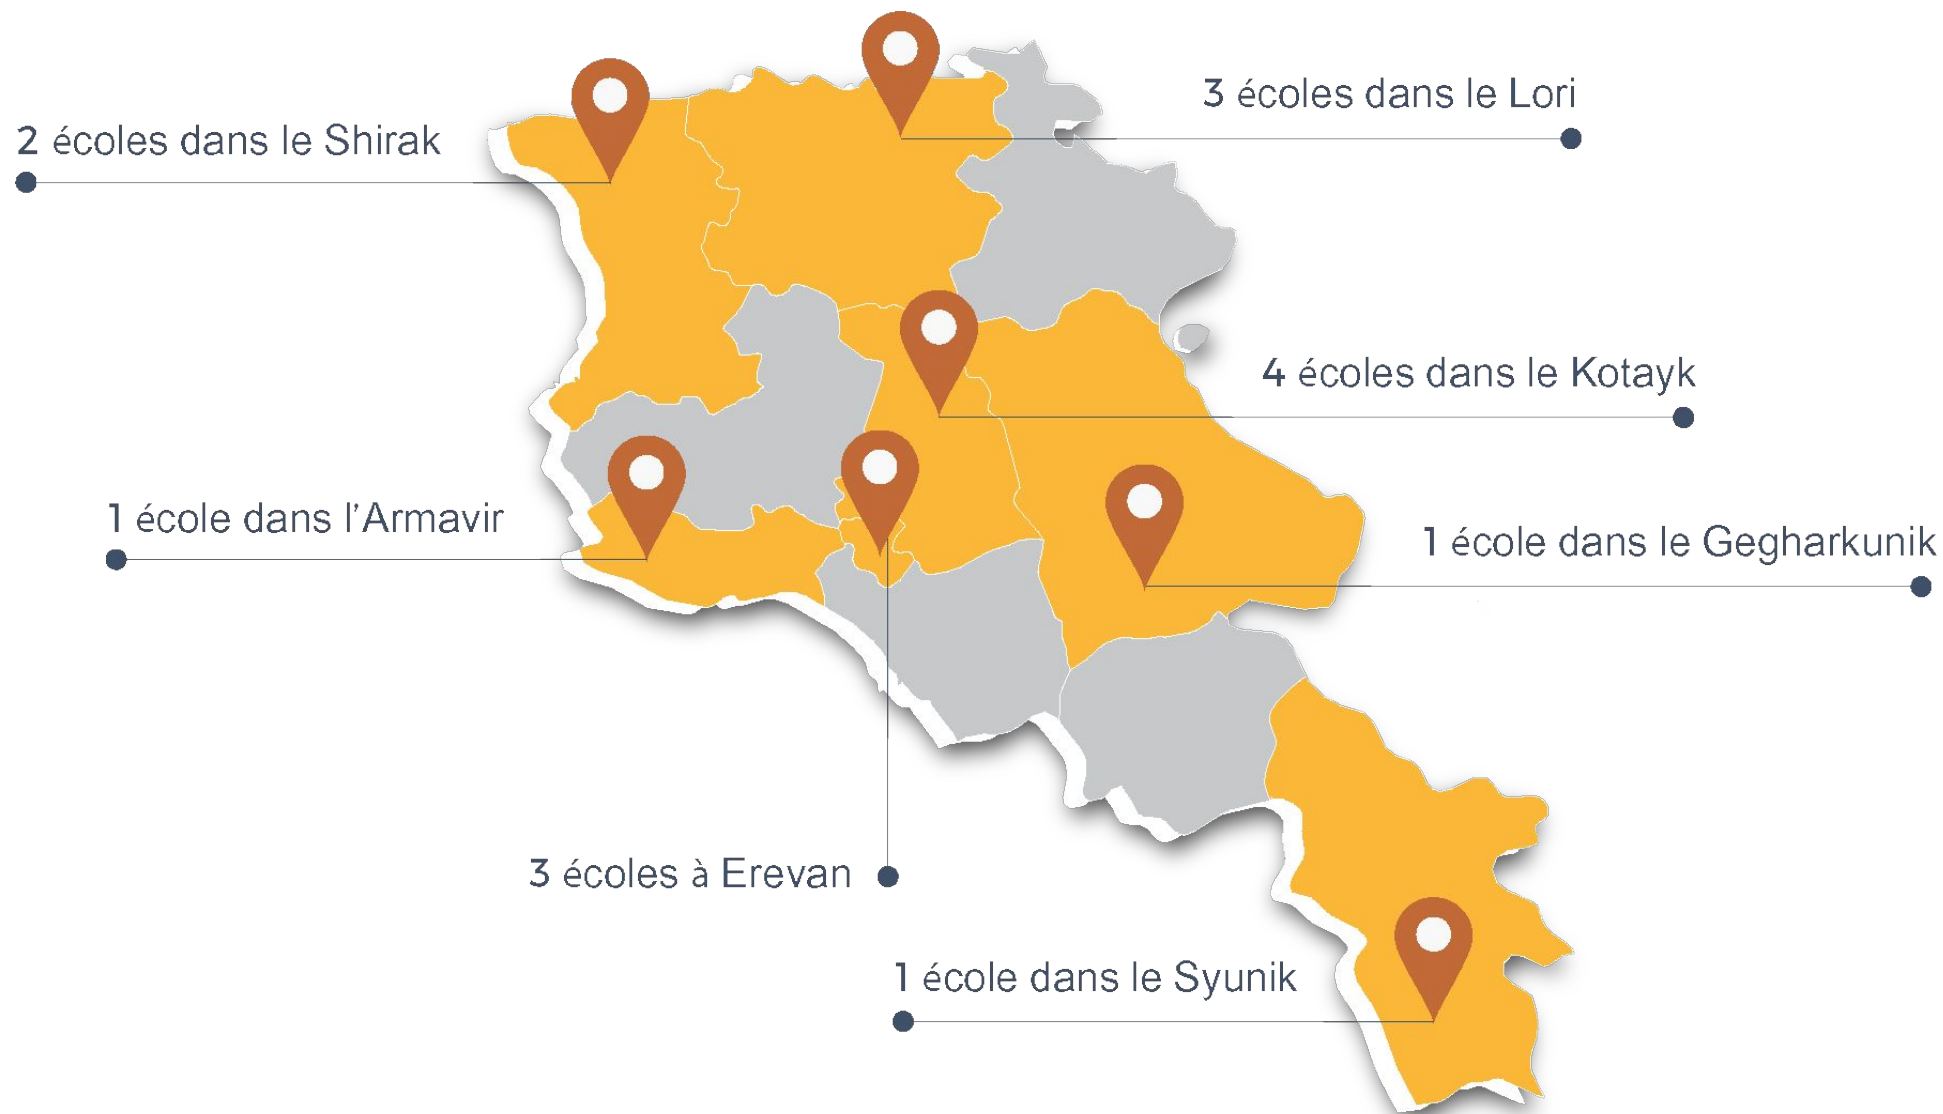 3 écoles dans le Lori
2 écoles dans le Shirak
4 écoles dans le Kotayk
1 école dans l'Armavir
1 école dans le Gegharkunik
3 écoles à Erevan
1 école dans le Syunik